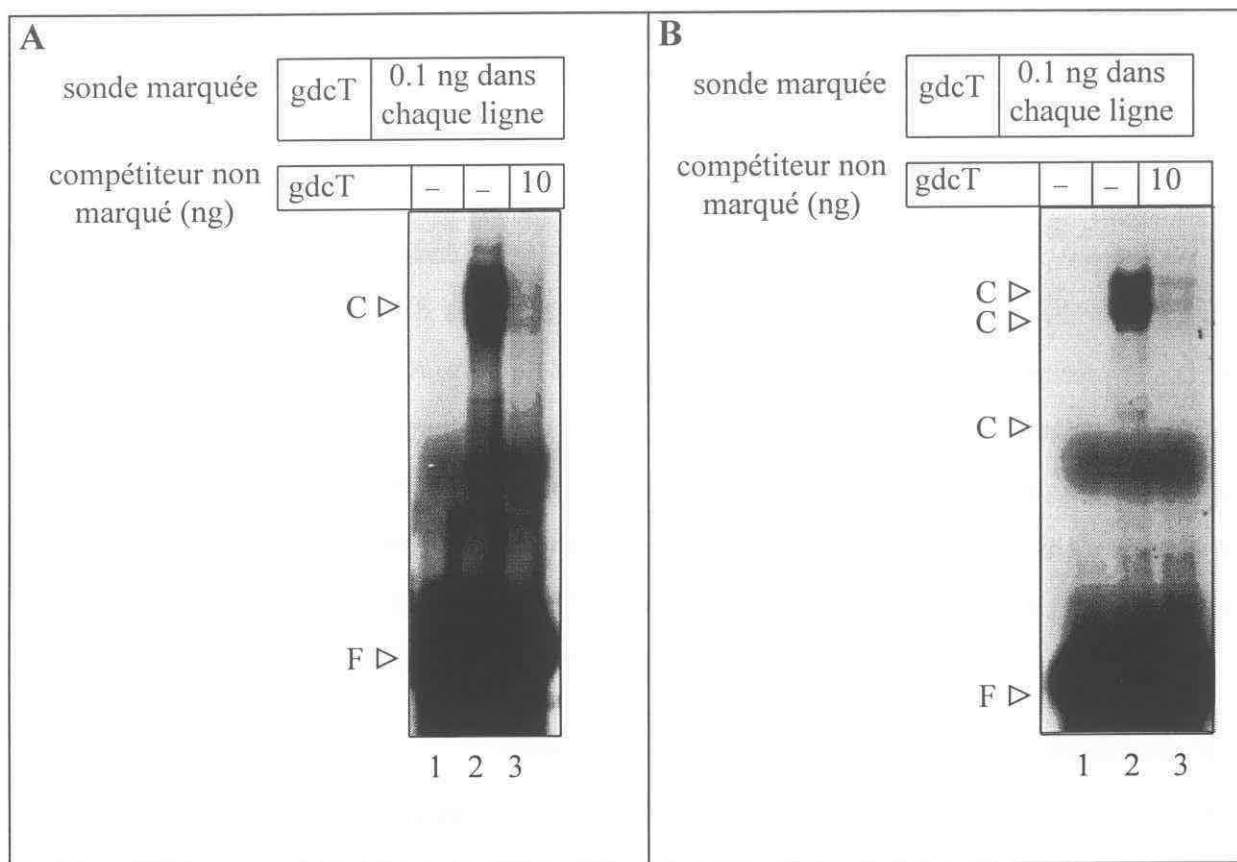 A
sonde marquée
gdcT
0.1 ng dans
chaque ligne
compétiteur non
marqué (ng)
gdcT – – 10
C
F
1 2 3
B
sonde marquée
gdcT
0.1 ng dans
chaque ligne
compétiteur non
marqué (ng)
gdcT – – 10
C
C
C
F
1 2 3